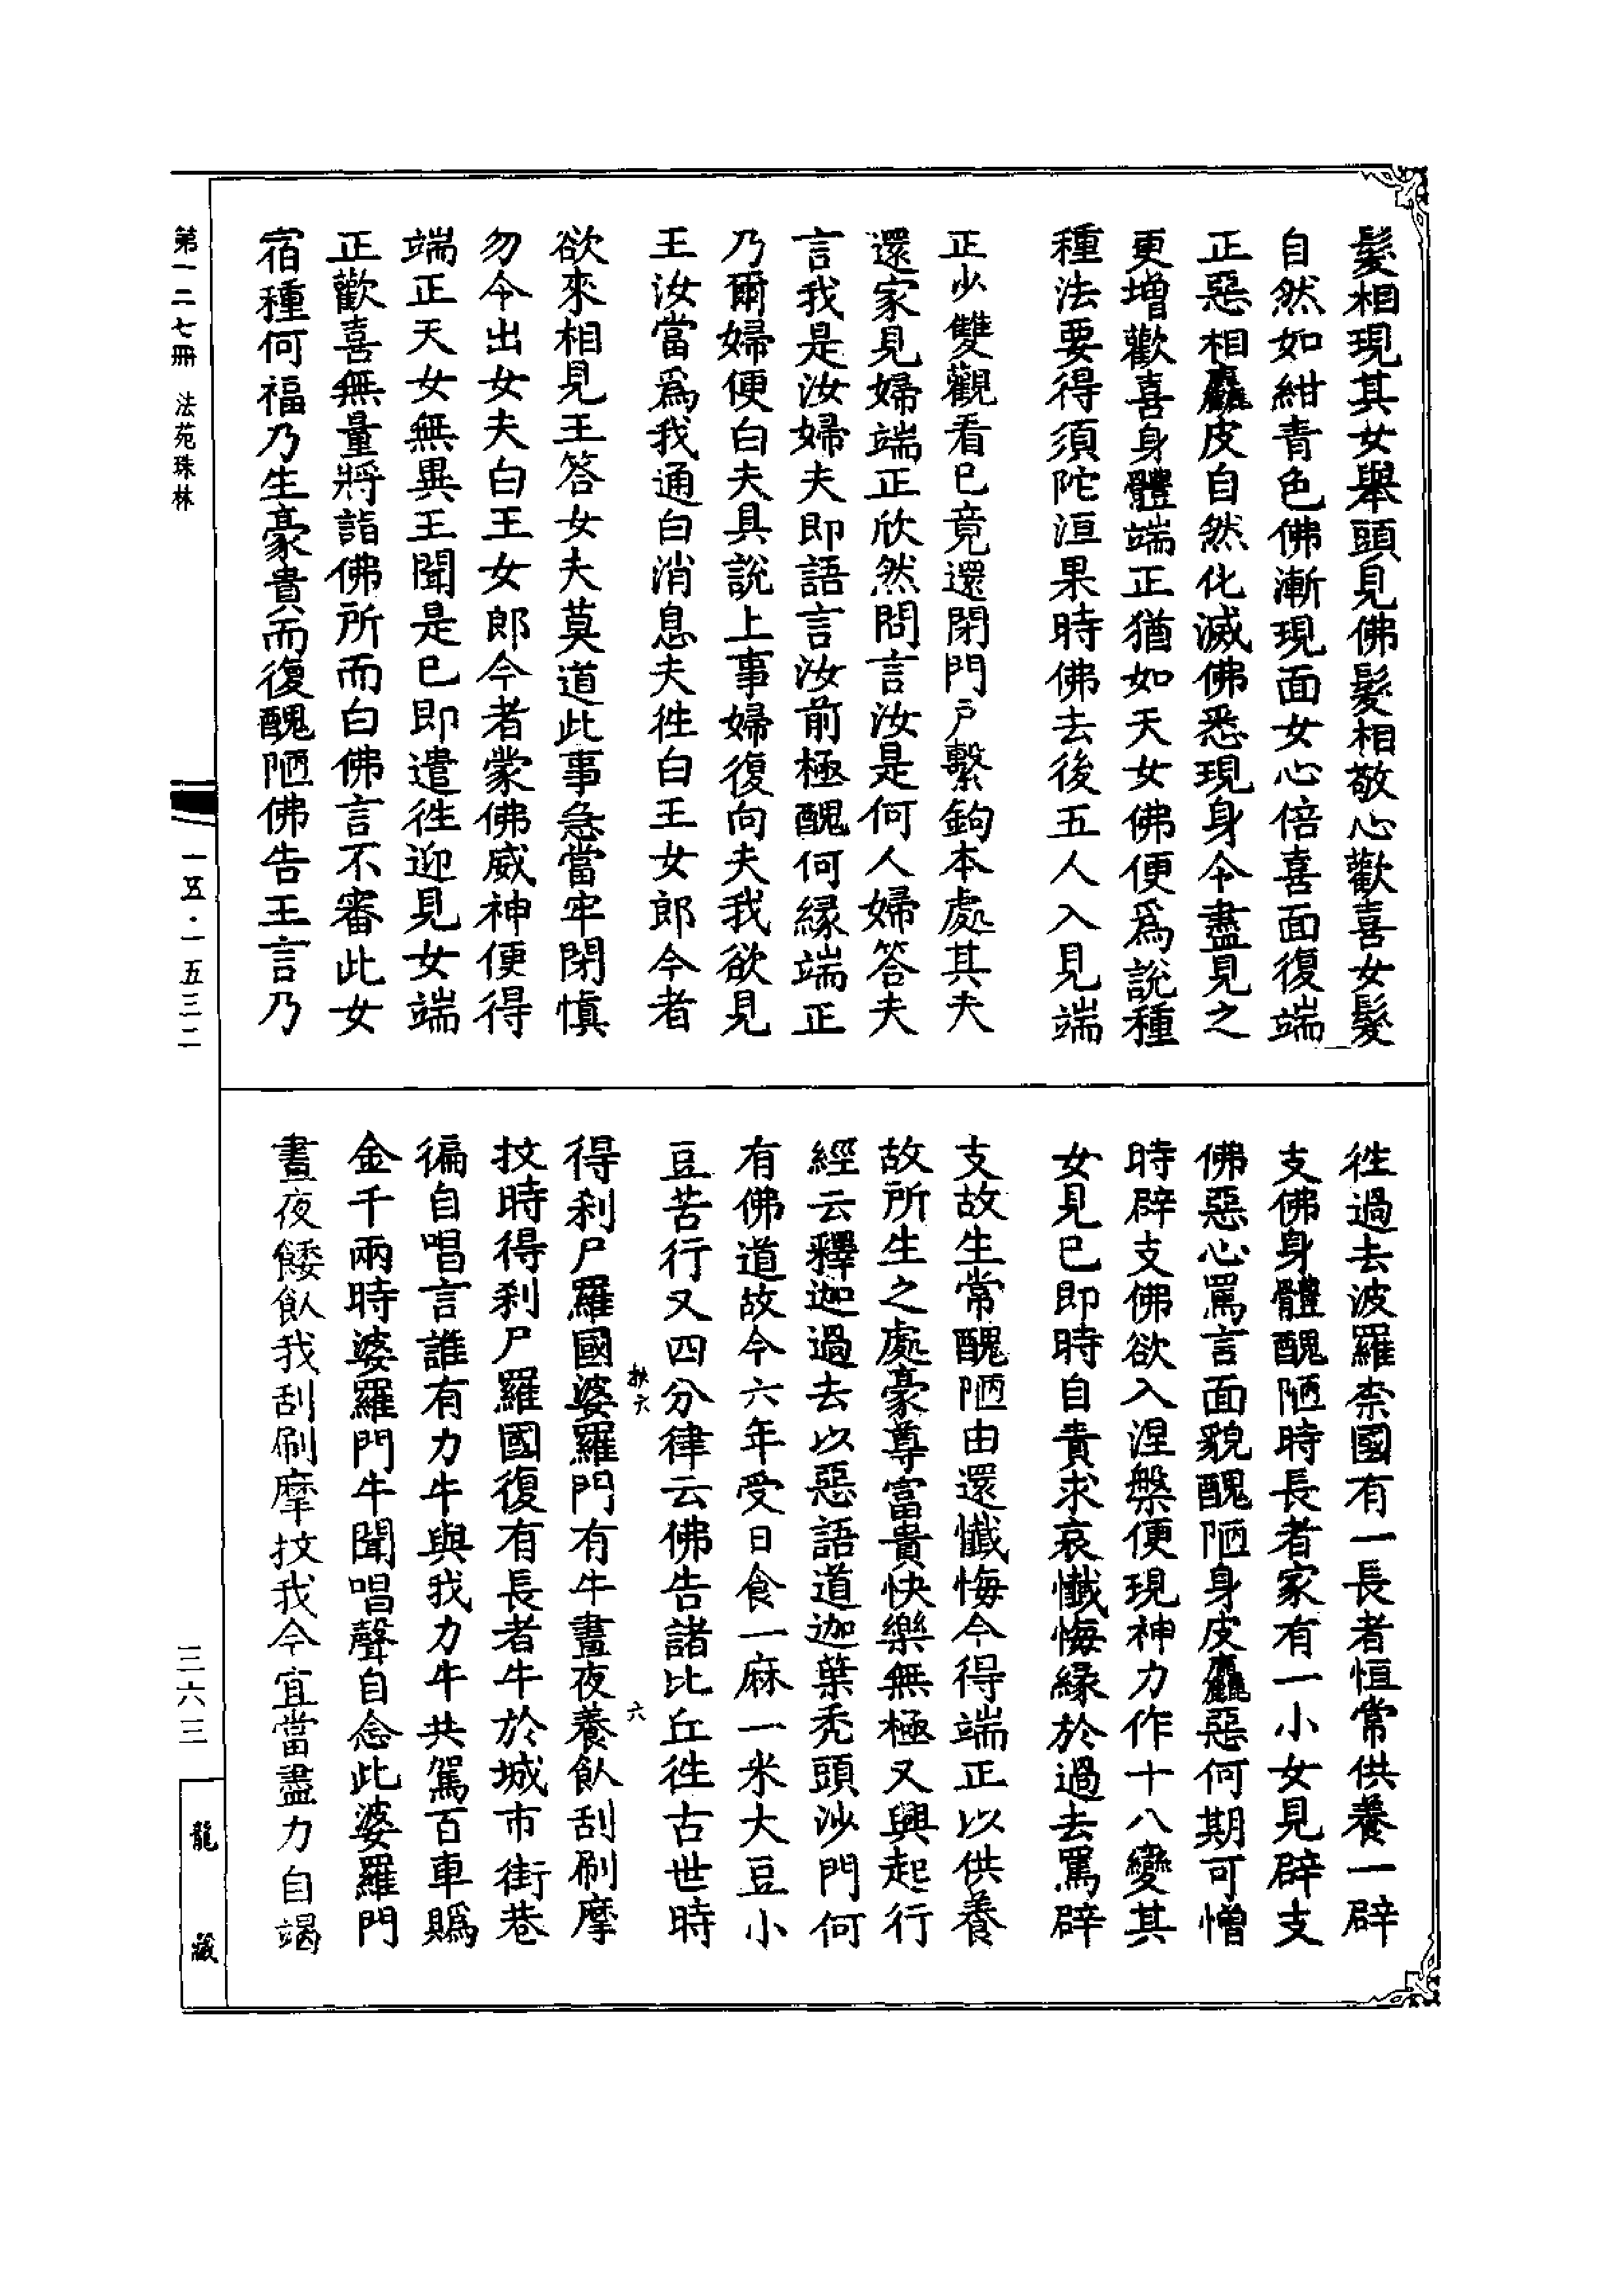 髮相現其女舉頭見佛髮相敬心歡喜女髮
自然如紺青色佛漸現面女心倍喜面復端
正惡相麤皮自然化滅佛悉現身令盡見之
更增歡喜身體端正猶如天女佛便爲說種
種法要得須陀洹果時佛去後五人入見端
正少雙觀看已竟還閉門戶繫鉤本處其夫
還家見婦端正欣然問言汝是何人婦答夫
言我是汝婦夫即語言汝前極醜何緣端正
乃爾婦便白夫具說上事婦復向夫我欲見
王汝當爲我通白消息夫徃白王女郎今者
欲來相見王答女夫莫道此事急當牢閉慎
勿令出女夫白王女郎今者蒙佛威神便得
端正天女無異王聞是已即遣徃迎見女端
正歡喜無量將詣佛所而白佛言不審此女
宿種何福乃生豪貴而復醜陋佛告王言乃
徃過去波羅柰國有一長者恒常供養一辟
支佛身體醜陋時長者家有一小女見辟支
佛惡心罵言面貌醜陋身皮麤惡何期可憎
時辟支佛欲入涅槃便現神力作十八變其
女見已即時自責求哀懺悔緣於過去罵辟
支故生常醜陋由還懺悔今得端正以供養
故所生之處豪尊富貴快樂無極又興起行
經云釋迦過去以惡語道迦葉禿頭沙門何
有佛道故今六年受日食一麻一米大豆小
豆苦行又四分律云佛告諸比丘徃古世時
扶六 六
得剎尸羅國婆羅門有牛晝夜養飤刮刷摩
抆時得剎尸羅國復有長者牛於城市街巷
徧自唱言誰有力牛與我力牛共駕百車賭
金千兩時婆羅門牛聞唱聲自念此婆羅門
晝夜餧飤我刮刷摩抆我今宜當盡力自竭
第一二七冊 法苑珠林
一五·一五三二
三六三
龍藏